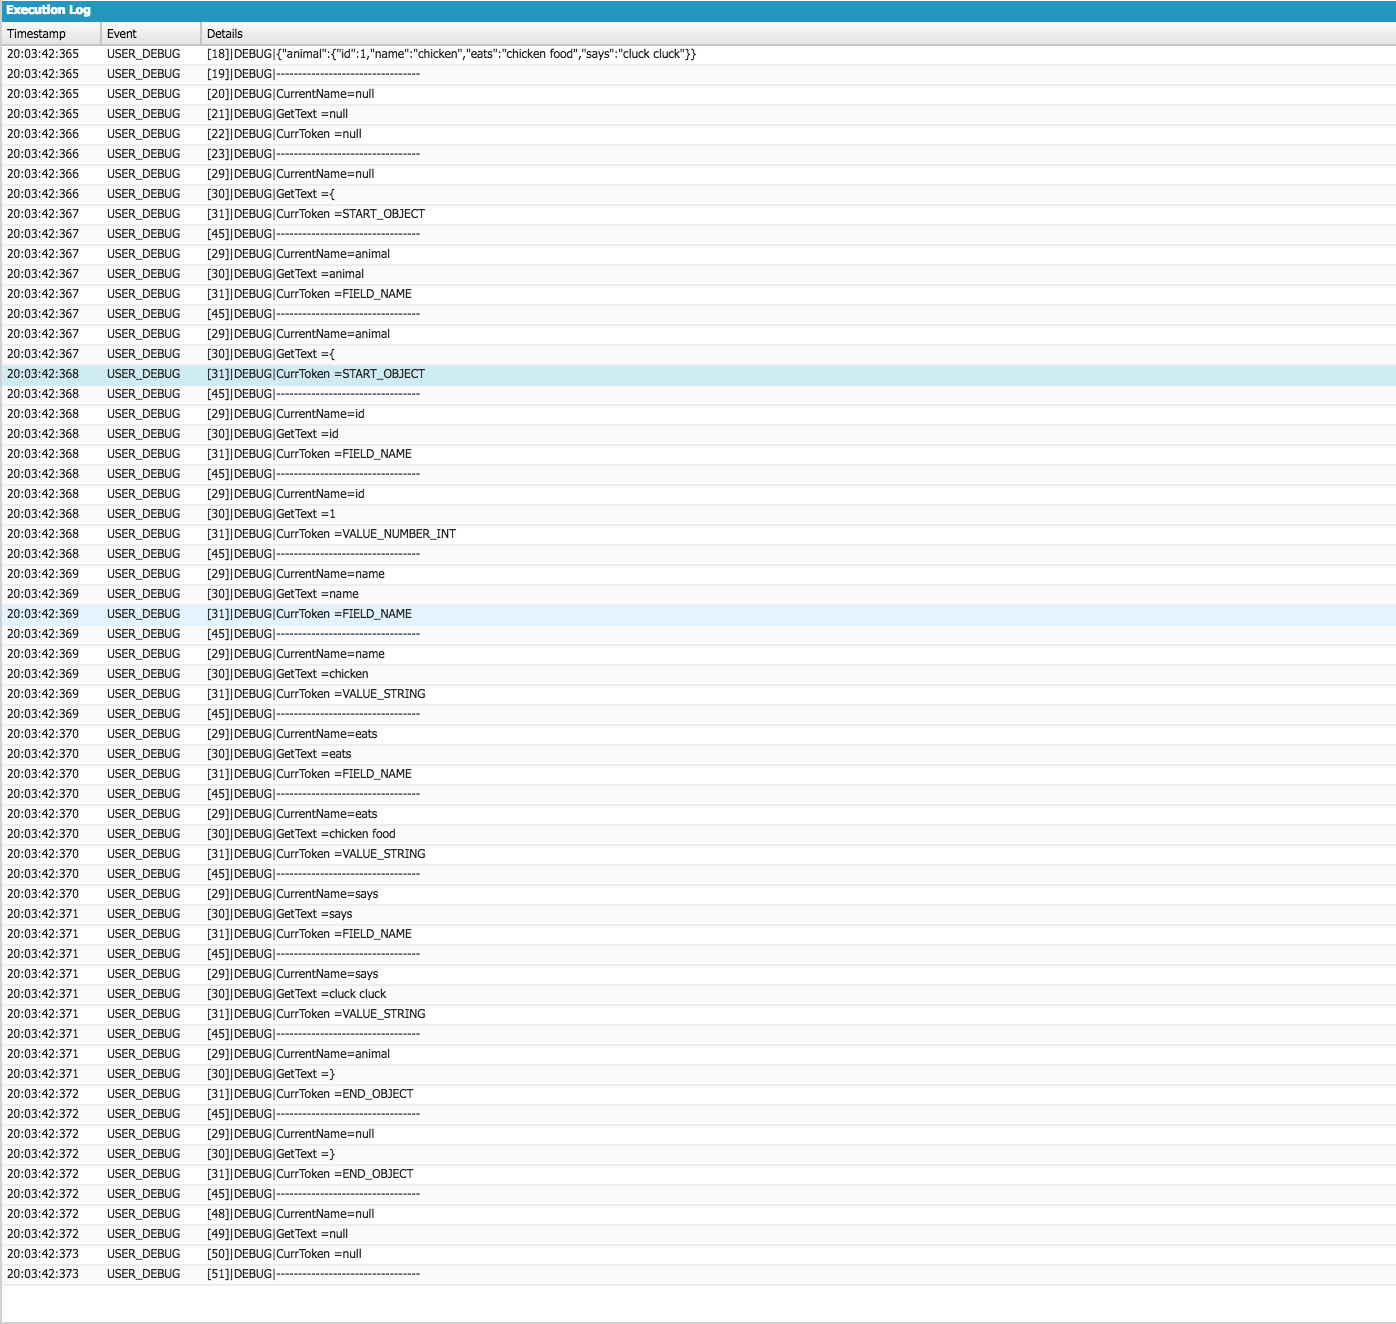 Execution Log
Timestamp Event Details
20:03:42:365 USER_DEBUG [18]|DEBUG|{"animal":{"id":1,"name":"chicken","eats":"chicken food","says":"cluck cluck"}}
20:03:42:365 USER_DEBUG [19]|DEBUG|---------------------------------
20:03:42:365 USER_DEBUG [20]|DEBUG|CurrentName=null
20:03:42:365 USER_DEBUG [21]|DEBUG|GetText =null
20:03:42:366 USER_DEBUG [22]|DEBUG|CurrToken =null
20:03:42:366 USER_DEBUG [23]|DEBUG|---------------------------------
20:03:42:366 USER_DEBUG [29]|DEBUG|CurrentName=null
20:03:42:366 USER_DEBUG [30]|DEBUG|GetText ={
20:03:42:367 USER_DEBUG [31]|DEBUG|CurrToken =START_OBJECT
20:03:42:367 USER_DEBUG [45]|DEBUG|---------------------------------
20:03:42:367 USER_DEBUG [29]|DEBUG|CurrentName=animal
20:03:42:367 USER_DEBUG [30]|DEBUG|GetText =animal
20:03:42:367 USER_DEBUG [31]|DEBUG|CurrToken =FIELD_NAME
20:03:42:367 USER_DEBUG [45]|DEBUG|---------------------------------
20:03:42:367 USER_DEBUG [29]|DEBUG|CurrentName=animal
20:03:42:367 USER_DEBUG [30]|DEBUG|GetText ={
20:03:42:368 USER_DEBUG [31]|DEBUG|CurrToken =START_OBJECT
20:03:42:368 USER_DEBUG [45]|DEBUG|---------------------------------
20:03:42:368 USER_DEBUG [29]|DEBUG|CurrentName=id
20:03:42:368 USER_DEBUG [30]|DEBUG|GetText =id
20:03:42:368 USER_DEBUG [31]|DEBUG|CurrToken =FIELD_NAME
20:03:42:368 USER_DEBUG [45]|DEBUG|---------------------------------
20:03:42:368 USER_DEBUG [29]|DEBUG|CurrentName=id
20:03:42:368 USER_DEBUG [30]|DEBUG|GetText =1
20:03:42:368 USER_DEBUG [31]|DEBUG|CurrToken =VALUE_NUMBER_INT
20:03:42:368 USER_DEBUG [45]|DEBUG|---------------------------------
20:03:42:369 USER_DEBUG [29]|DEBUG|CurrentName=name
20:03:42:369 USER_DEBUG [30]|DEBUG|GetText =name
20:03:42:369 USER_DEBUG [31]|DEBUG|CurrToken =FIELD_NAME
20:03:42:369 USER_DEBUG [45]|DEBUG|---------------------------------
20:03:42:369 USER_DEBUG [29]|DEBUG|CurrentName=name
20:03:42:369 USER_DEBUG [30]|DEBUG|GetText =chicken
20:03:42:369 USER_DEBUG [31]|DEBUG|CurrToken =VALUE_STRING
20:03:42:369 USER_DEBUG [45]|DEBUG|---------------------------------
20:03:42:370 USER_DEBUG [29]|DEBUG|CurrentName=eats
20:03:42:370 USER_DEBUG [30]|DEBUG|GetText =eats
20:03:42:370 USER_DEBUG [31]|DEBUG|CurrToken =FIELD_NAME
20:03:42:370 USER_DEBUG [45]|DEBUG|---------------------------------
20:03:42:370 USER_DEBUG [29]|DEBUG|CurrentName=eats
20:03:42:370 USER_DEBUG [30]|DEBUG|GetText =chicken food
20:03:42:370 USER_DEBUG [31]|DEBUG|CurrToken =VALUE_STRING
20:03:42:370 USER_DEBUG [45]|DEBUG|---------------------------------
20:03:42:370 USER_DEBUG [29]|DEBUG|CurrentName=says
20:03:42:371 USER_DEBUG [30]|DEBUG|GetText =says
20:03:42:371 USER_DEBUG [31]|DEBUG|CurrToken =FIELD_NAME
20:03:42:371 USER_DEBUG [45]|DEBUG|---------------------------------
20:03:42:371 USER_DEBUG [29]|DEBUG|CurrentName=says
20:03:42:371 USER_DEBUG [30]|DEBUG|GetText =cluck cluck
20:03:42:371 USER_DEBUG [31]|DEBUG|CurrToken =VALUE_STRING
20:03:42:371 USER_DEBUG [45]|DEBUG|---------------------------------
20:03:42:371 USER_DEBUG [29]|DEBUG|CurrentName=animal
20:03:42:371 USER_DEBUG [30]|DEBUG|GetText =}
20:03:42:372 USER_DEBUG [31]|DEBUG|CurrToken =END_OBJECT
20:03:42:372 USER_DEBUG [45]|DEBUG|---------------------------------
20:03:42:372 USER_DEBUG [29]|DEBUG|CurrentName=null
20:03:42:372 USER_DEBUG [30]|DEBUG|GetText =}
20:03:42:372 USER_DEBUG [31]|DEBUG|CurrToken =END_OBJECT
20:03:42:372 USER_DEBUG [45]|DEBUG|---------------------------------
20:03:42:372 USER_DEBUG [48]|DEBUG|CurrentName=null
20:03:42:372 USER_DEBUG [49]|DEBUG|GetText =null
20:03:42:373 USER_DEBUG [50]|DEBUG|CurrToken =null
20:03:42:373 USER_DEBUG [51]|DEBUG|---------------------------------